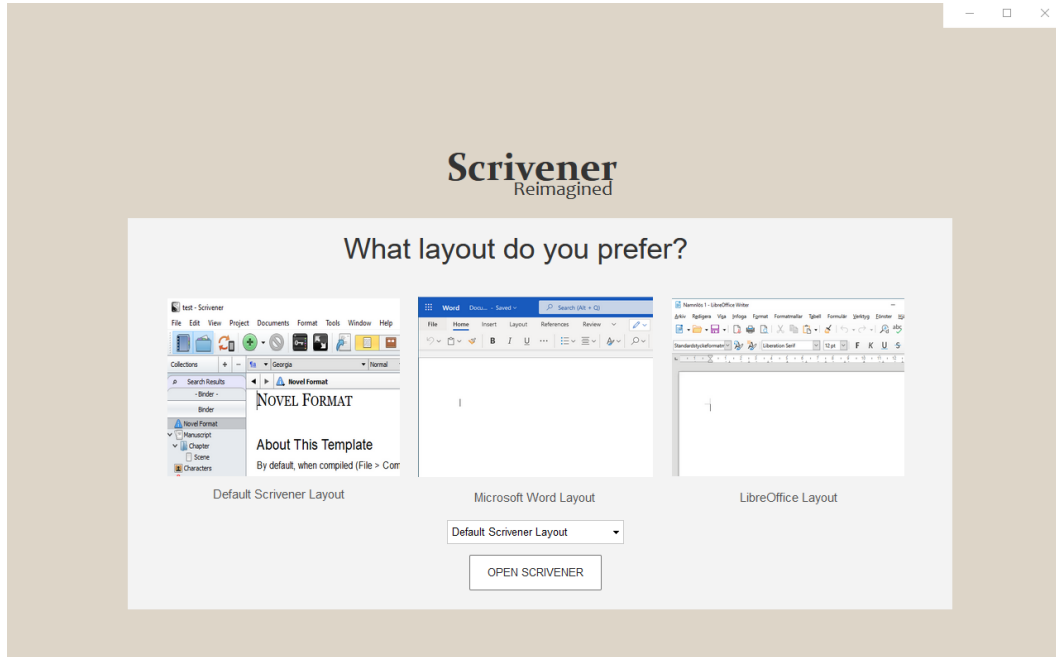 Scrivener
Reimagined
What layout do you prefer?
test - Scrivener
File Edit View Project Documents Format Tools Window Help
Collections + −
Georgia Normal
Search Results
Novel Format
- Binder -
Binder
NOVEL FORMAT
Novel Format
Manuscript
Chapter
Scene
Characters
About This Template
By default, when compiled (File > Com
Default Scrivener Layout
Word Docu... - Saved
Search (Alt + Q)
File Home Insert Layout References Review
B I U ...
Microsoft Word Layout
Namnlös 1 - LibreOffice Writer
Arkiv Redigera Visa Infoga Format Formatmallar Tabell Formulär Verktyg Fönster
Standardstycksformatm Liberation Serif 12 pt F K U S
LibreOffice Layout
Default Scrivener Layout
OPEN SCRIVENER